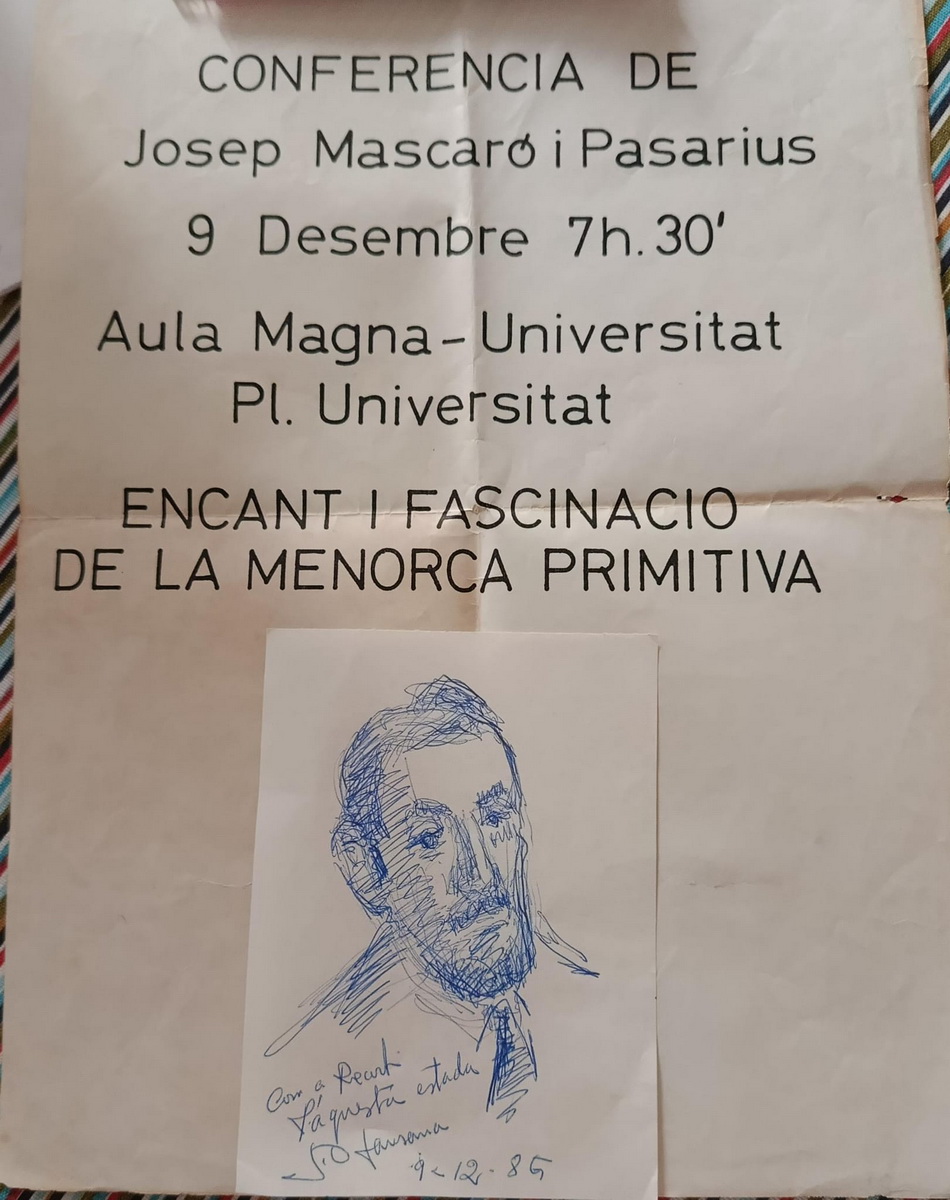 CONFERENCIA DE
Josep Mascaró i Pasarius
9 Desembre 7h.30'
Aula Magna - Universitat
Pl. Universitat
ENCANT I FASCINACIO
DE LA MENORCA PRIMITIVA
Com a
d'aquesta estada
9-12-85